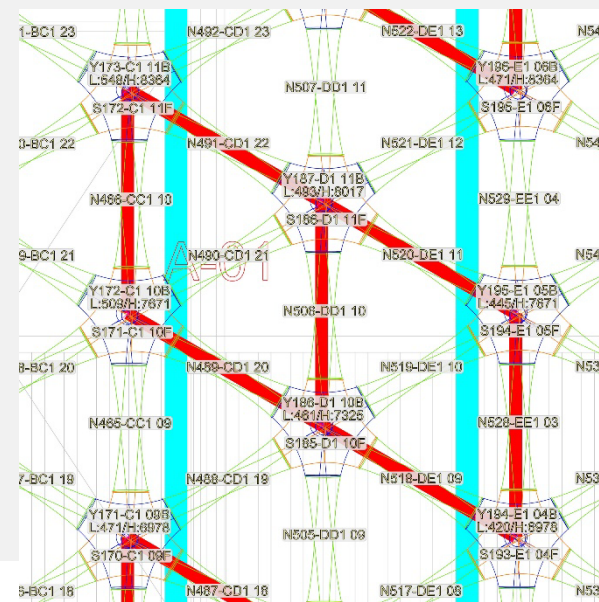 1-BC1 23
N492-CD1 23
N522-DE1 13
N54
Y173-C1 11B
L:548/H:8364
S172-C1 11F
N507-DD1 11
Y196-E1 06B
L:471/H:8364
S195-E1 06F
0-BC1 22
N491-CD1 22
N521-DE1 12
N54
N466-CC1 10
Y187-D1 11B
L:493/H:8017
S186-D1 11F
N529-EE1 04
9-BC1 21
N490-CD1 21
N520-DE1 11
N54
A-01
Y172-C1 10B
L:509/H:7671
S171-C1 10F
N506-DD1 10
Y195-E1 05B
L:445/H:7671
S194-E1 05F
8-BC1 20
N489-CD1 20
N519-DE1 10
N53
N465-CC1 09
Y186-D1 10B
L:461/H:7325
S185-D1 10F
N528-EE1 03
7-BC1 19
N488-CD1 19
N518-DE1 09
N53
Y171-C1 09B
L:471/H:6978
S170-C1 09F
N505-DD1 09
Y194-E1 04B
L:420/H:6978
S193-E1 04F
6-BC1 18
N487-CD1 18
N517-DE1 08
N53